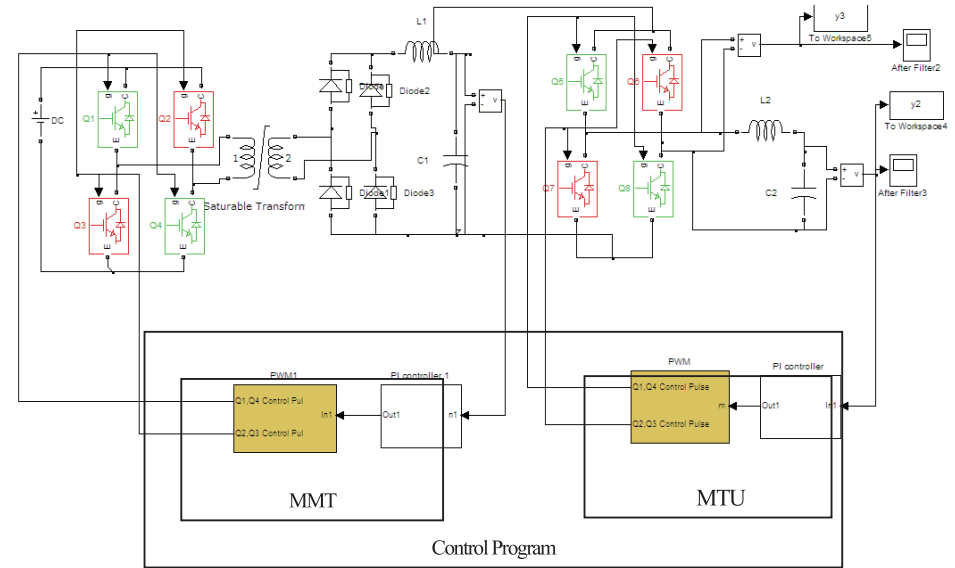 L1
y3
To Workspace5
After Filter2
Q1
g
C
E
Q2
g
C
E
DC
Diode
Diode2
v
Q5
g
C
E
Q6
g
C
E
L2
y2
To Workspace4
1
2
C1
Q3
g
C
E
Q4
g
C
E
Saturable Transform
Diode1
Diode3
Q7
g
C
E
Q8
g
C
E
C2
v
v
After Filter3
PWM1
PI controller 1
Q1,Q4 Control Pul
Q2,Q3 Control Pul
In1
Out1
n1
MMT
PWM
PI controller
Q1,Q4 Control Pulse
Q2,Q3 Control Pulse
m
Out1
In1
MTU
Control Program